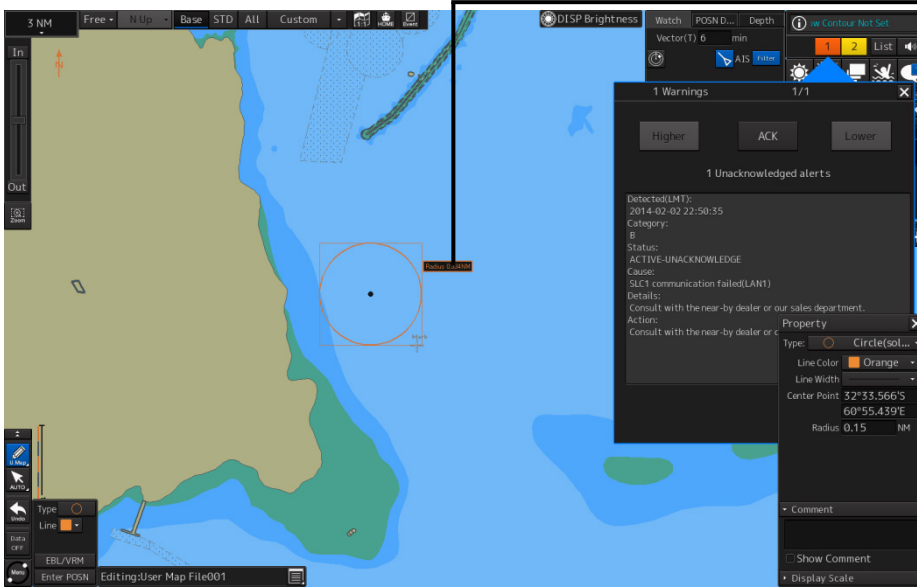 3 NM
Free
N Up
Base
STD
All
Custom
1:1
HOME
Event
DISP Brightness
Watch
POSN D...
Depth
Vector(T) 6 min
AIS
Filter
ow Contour Not Set
1
2
List
In
Out
Zoom
1 Warnings
1/1
Higher
ACK
Lower
1 Unacknowledged alerts
Detected(LMT):
2014-02-02 22:50:35
Category:
B
Status:
ACTIVE-UNACKNOWLEDGE
Cause:
SLC1 communication failed(LAN1)
Details:
Consult with the near-by dealer or our sales department.
Action:
Consult with the near-by dealer or
Mark
Property
Type:
Circle(sol...
Line Color
Orange
Line Width
Center Point 32°33.566'S
60°55.439'E
Radius 0.15 NM
Comment
Show Comment
Display Scale
U.Map
AUTO
Undo
Data
OFF
Menu
Type
Line
EBL/VRM
Enter POSN
Editing:User Map File001